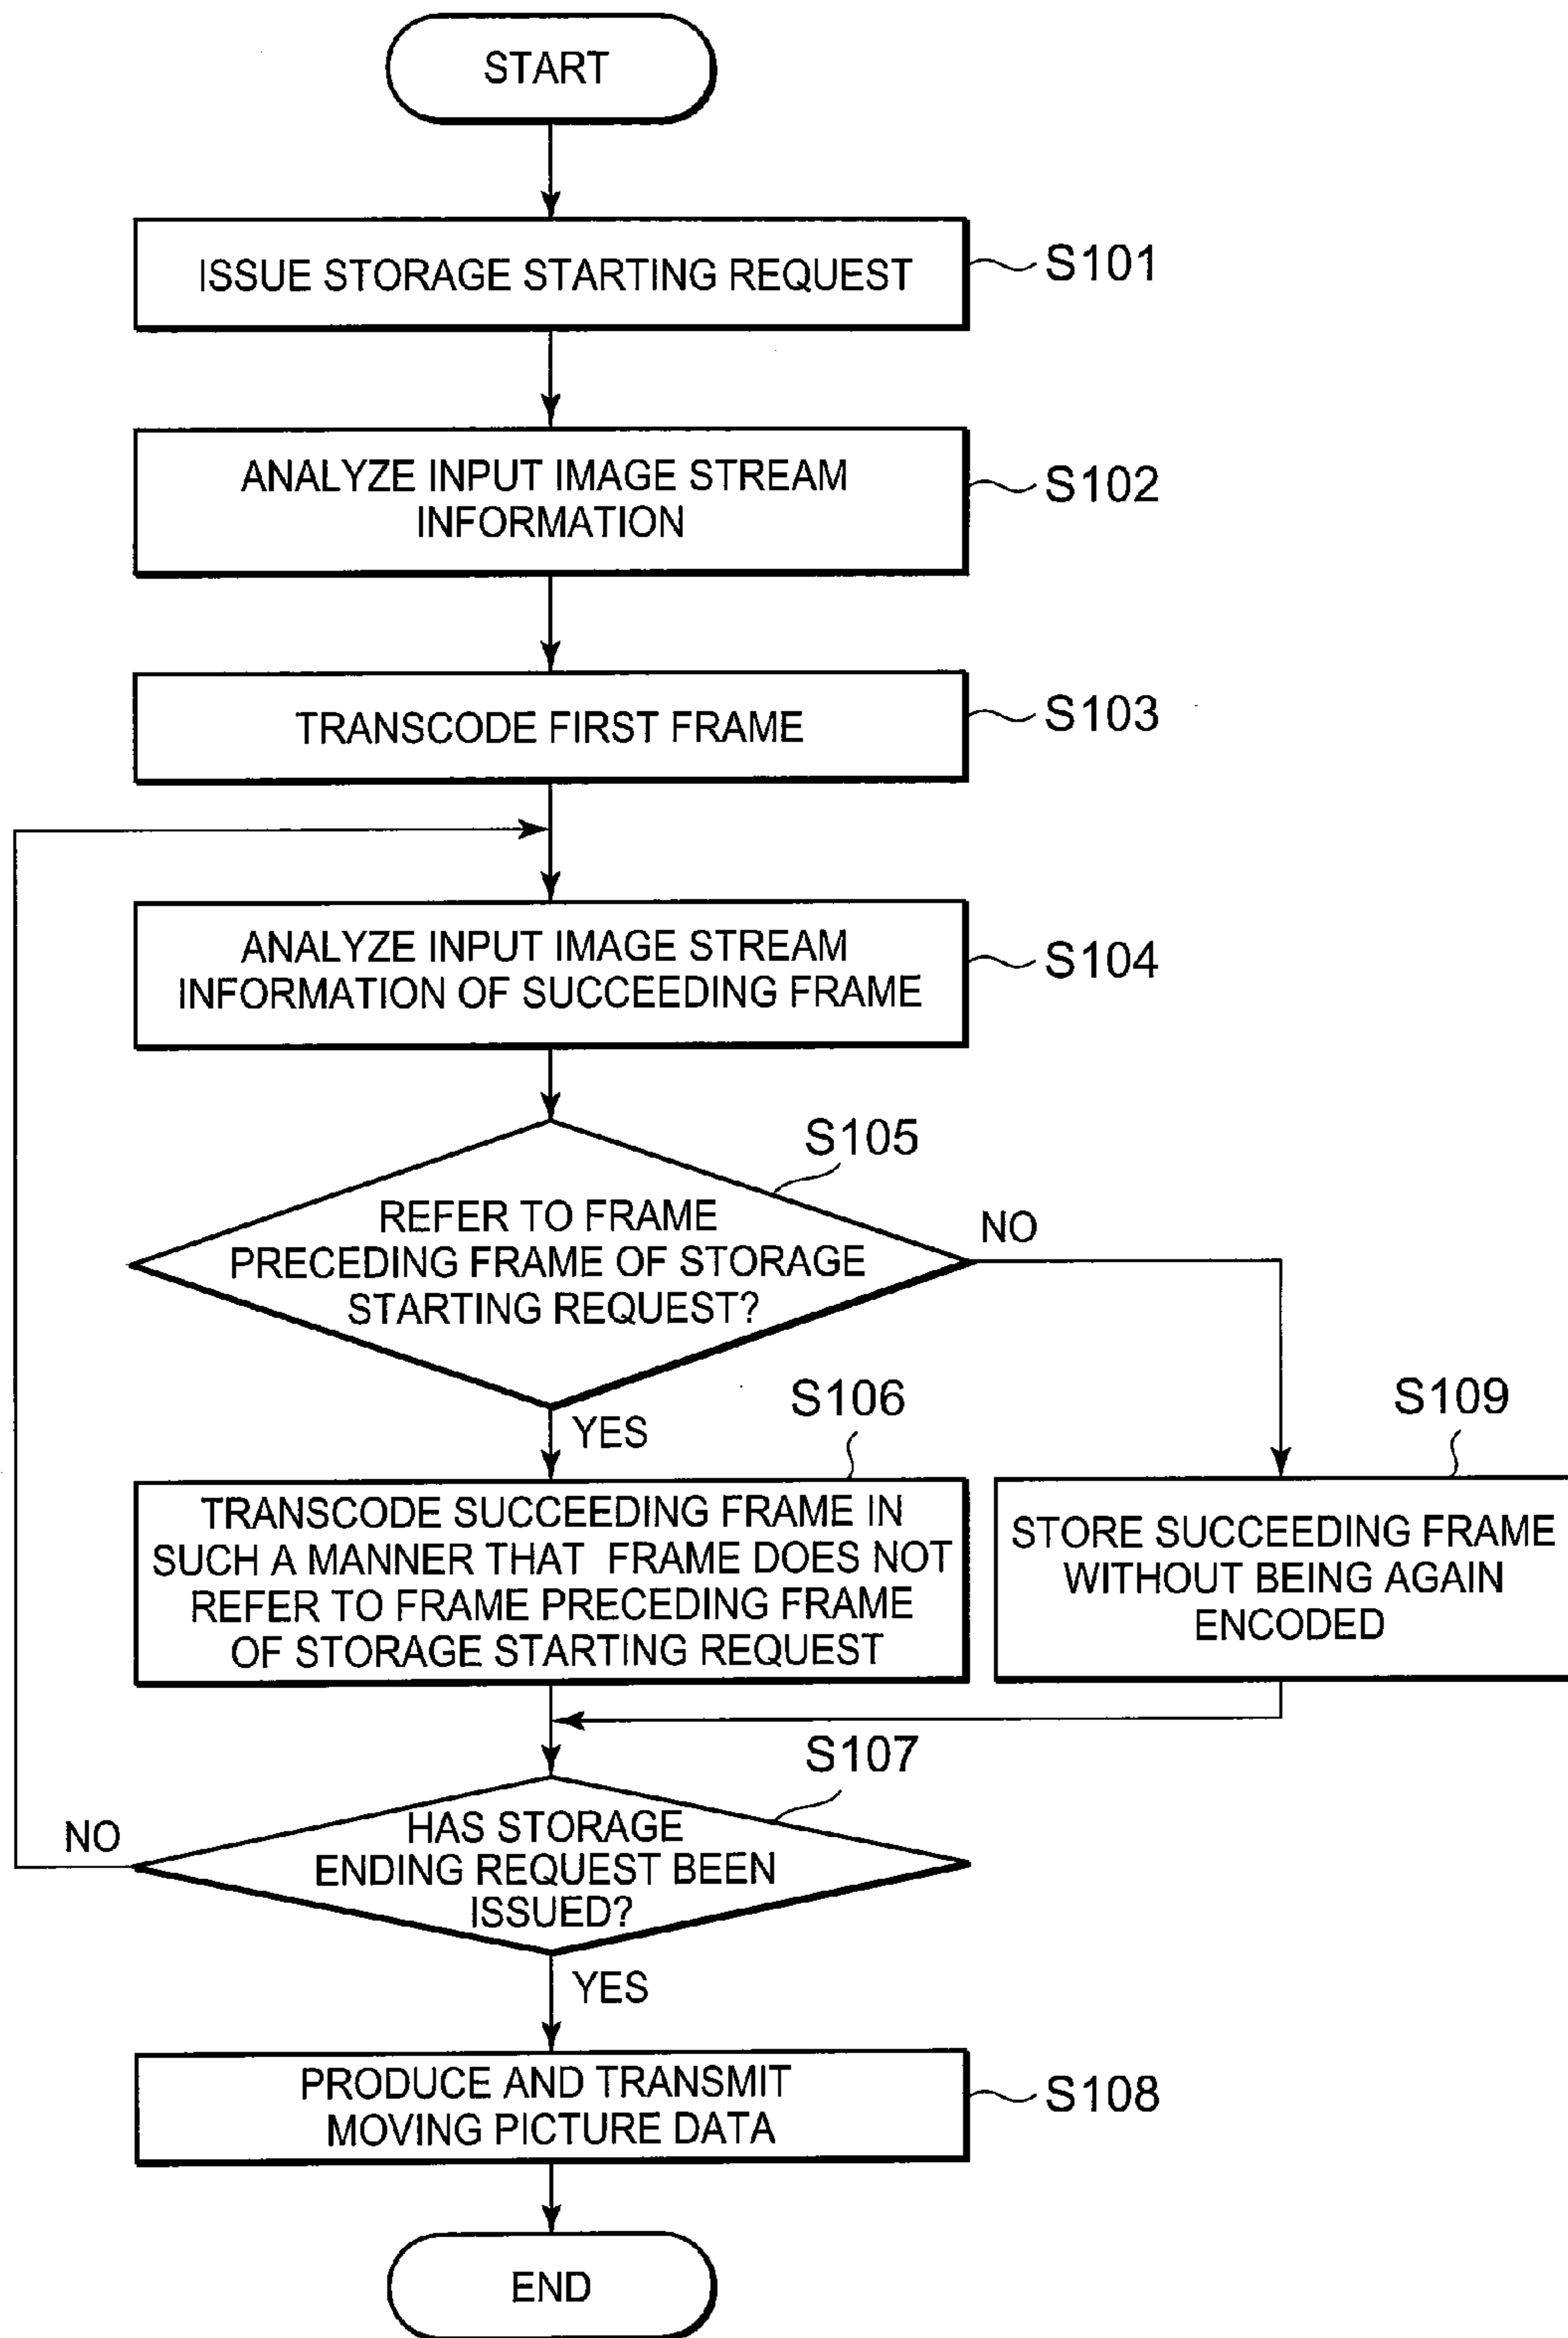 START
ISSUE STORAGE STARTING REQUEST
S101
ANALYZE INPUT IMAGE STREAM
INFORMATION
S102
TRANSCODE FIRST FRAME
S103
ANALYZE INPUT IMAGE STREAM
INFORMATION OF SUCCEEDING FRAME
S104
S105
REFER TO FRAME
PRECEDING FRAME OF STORAGE
STARTING REQUEST?
NO
YES
S106
TRANSCODE SUCCEEDING FRAME IN
SUCH A MANNER THAT FRAME DOES NOT
REFER TO FRAME PRECEDING FRAME
OF STORAGE STARTING REQUEST
S109
STORE SUCCEEDING FRAME
WITHOUT BEING AGAIN
ENCODED
S107
HAS STORAGE
ENDING REQUEST BEEN
ISSUED?
NO
YES
PRODUCE AND TRANSMIT
MOVING PICTURE DATA
S108
END